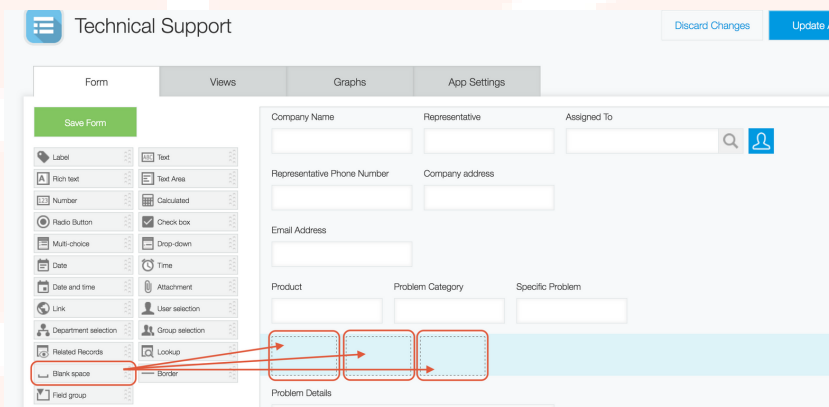 Technical Support
Discard Changes
Update
Form
Views
Graphs
App Settings
Save Form
Label
ABC Text
A Rich text
Text Area
123 Number
Calculated
Radio Button
Check box
Multi-choice
Drop-down
Date
Time
Date and time
Attachment
Link
User selection
Department selection
Group selection
Related Records
Lookup
Blank space
Border
Field group
Company Name
Representative
Assigned To
Representative Phone Number
Company address
Email Address
Product
Problem Category
Specific Problem
Problem Details